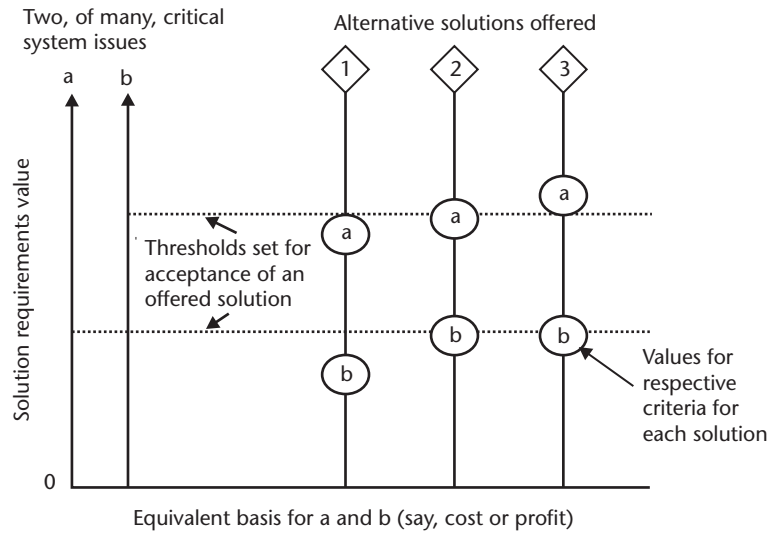 Two, of many, critical
system issues
a
b
Alternative solutions offered
1
2
3
Solution requirements value
a
a
a
Thresholds set for
acceptance of an
offered solution
b
b
b
Values for
respective
criteria for
each solution
0
Equivalent basis for a and b (say, cost or profit)